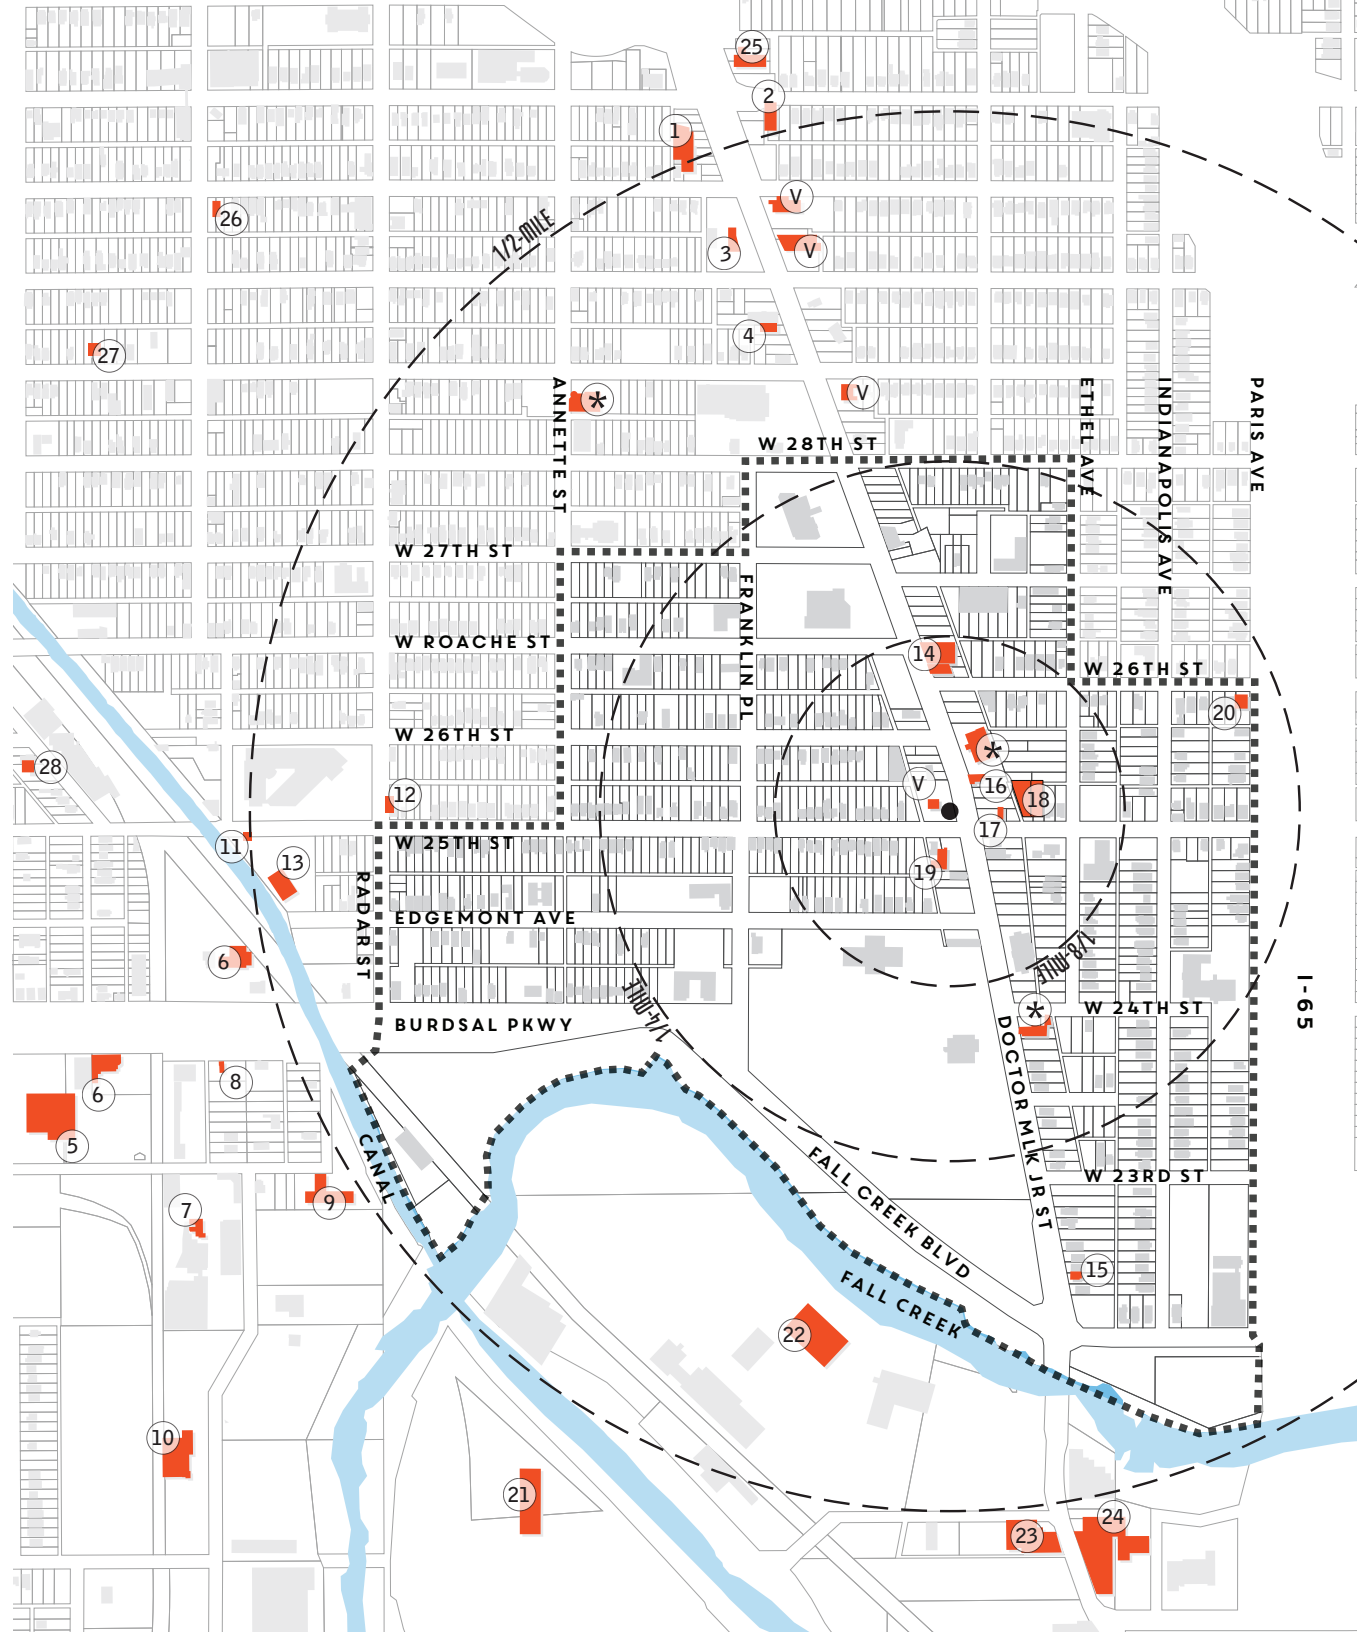 25
2
1
V
26
1/2-MILE
3
V
4
27
V
*
ANNETTE ST
ETHEL AVE
INDIANAPOLIS AVE
PARIS AVE
W 28TH ST
W 27TH ST
FRANKLIN PL
W ROACHE ST
14
W 26TH ST
20
W 26TH ST
*
28
12
V
16
18
17
11
W 25TH ST
13
19
RADAR ST
EDGEMONT AVE
6
1/8-MILE
1/4-MILE
I-65
*
W 24TH ST
BURDSAL PKWY
DOCTOR MLK JR ST
6
8
5
CANAL
FALL CREEK BLVD
W 23RD ST
9
7
15
FALL CREEK
22
10
21
24
23